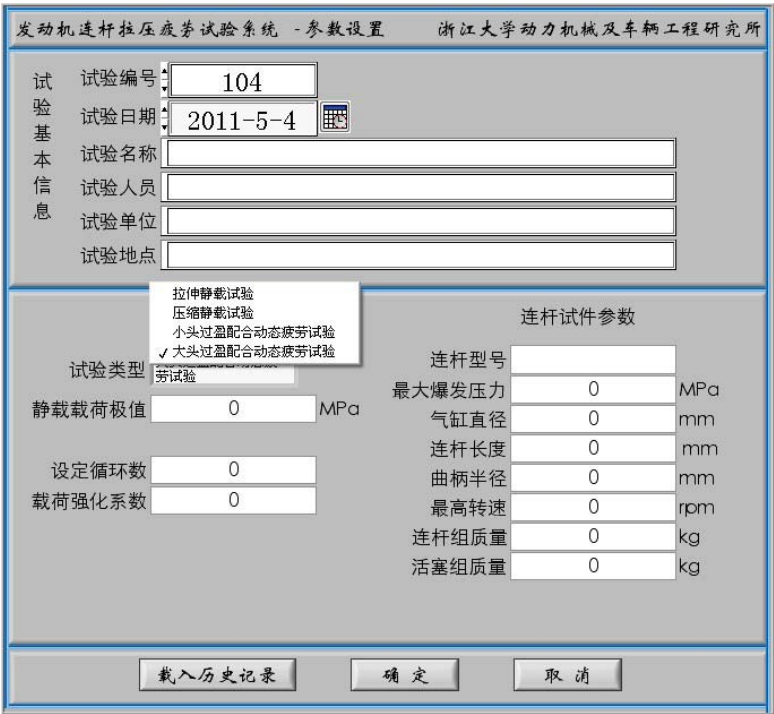 发动机连杆拉压疲劳试验系统 -参数设置 浙江大学动力机械及车辆工程研究所
试验基本信息
试验编号 104
试验日期 2011-5-4
试验名称
试验人员
试验单位
试验地点
拉伸静载试验
压缩静载试验
小头过盈配合动态疲劳试验
✓大头过盈配合动态疲劳试验
试验类型
劳试验
静载载荷极值 0 MPa
设定循环数 0
载荷强化系数 0
连杆试件参数
连杆型号
最大爆发压力 0 MPa
气缸直径 0 mm
连杆长度 0 mm
曲柄半径 0 mm
最高转速 0 rpm
连杆组质量 0 kg
活塞组质量 0 kg
载入历史记录 确定 取消